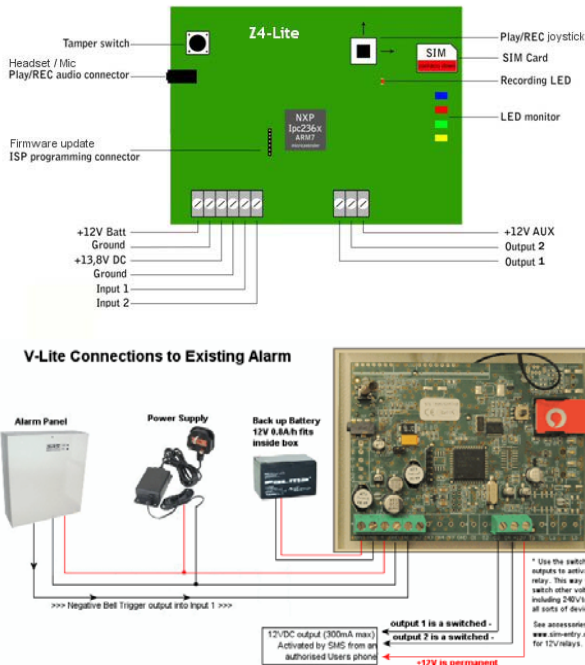 Z4-Lite
Tamper switch
Headset / Mic
Play/REC audio connector
Firmware update
ISP programming connector
NXP
lpc236x
ARM7
Play/REC joystick
SIM
SIM Card
Recording LED
LED monitor
+12V Batt
Ground
+13,8V DC
Ground
Input 1
Input 2
+12V AUX
Output 2
Output 1
V-Lite Connections to Existing Alarm
Alarm Panel
Power Supply
Back up Battery
12V 0.8A/h fits
inside box
>>> Negative Bell Trigger output into Input 1 >>>
12VDC output (300mA max)
Activated by SMS from an
authorised Users phone
output 1 is a switched -
output 2 is a switched -
+12V is permanent
* Use the switch
outputs to activa
relay. This way
switch other volt
including 240V to
all sorts of devic
See accessories
www.sim-entry.c
for 12V relays.